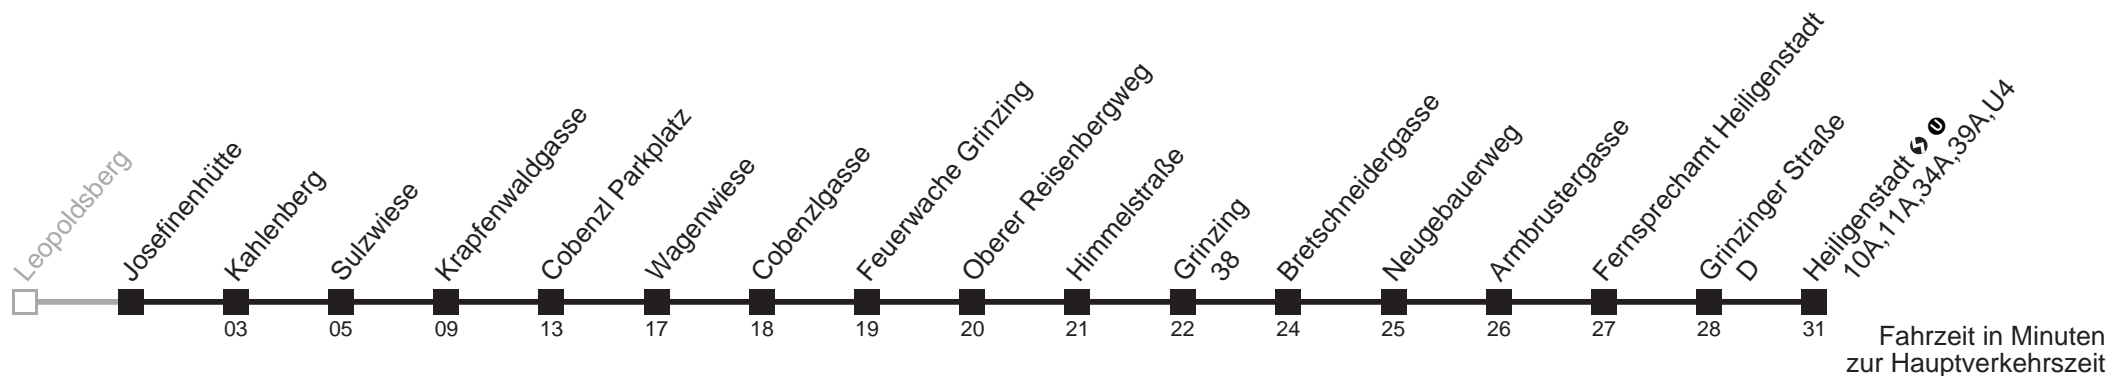 Leopoldsberg
Josefinenhütte
Kahlenberg
Sulzwiese
Krapfenwaldgasse
Cobenzl Parkplatz
Wagenwiese
Cobenzlgasse
Feuerwache Grinzing
Oberer Reisenbergweg
Himmelstraße
Grinzing
38
Bretschneidergasse
Neugebauerweg
Armbrustergasse
Fernsprechamt Heiligenstadt
Grinzinger Straße
D
Heiligenstadt S U
10A,11A,34A,39A,U4
03 05 09 13 17 18 19 20 21 22 24 25 26 27 28 31
Fahrzeit in Minuten
zur Hauptverkehrszeit